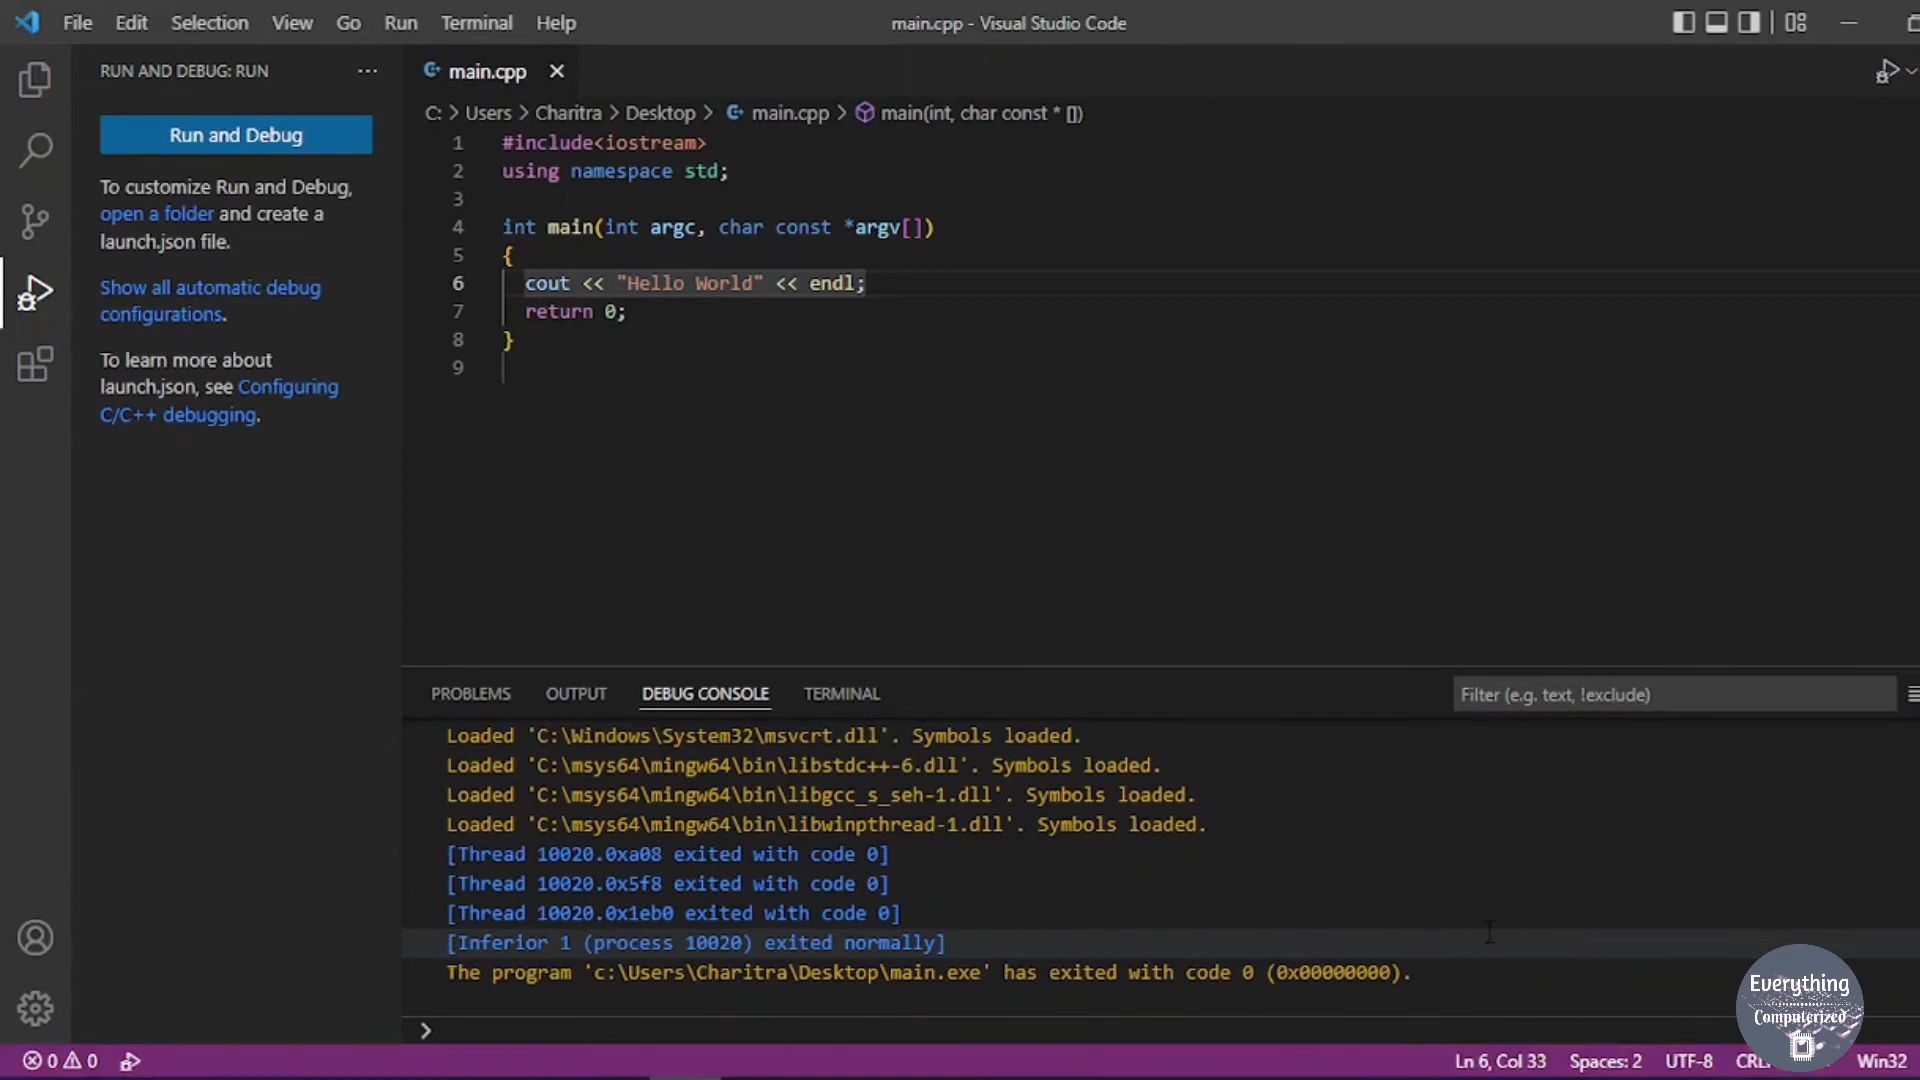 File Edit Selection View Go Run Terminal Help
main.cpp - Visual Studio Code
RUN AND DEBUG: RUN
Run and Debug
To customize Run and Debug,
open a folder and create a
launch.json file.
Show all automatic debug
configurations.
To learn more about
launch.json, see Configuring
C/C++ debugging.
main.cpp
C: > Users > Charitra > Desktop > main.cpp > main(int, char const * [])
1 #include<iostream>
2 using namespace std;
3
4 int main(int argc, char const *argv[])
5 {
6 cout << "Hello World" << endl;
7 return 0;
8 }
9
PROBLEMS OUTPUT DEBUG CONSOLE TERMINAL
Filter (e.g. text, !exclude)
Loaded 'C:\Windows\System32\msvcrt.dll'. Symbols loaded.
Loaded 'C:\msys64\mingw64\bin\libstdc++-6.dll'. Symbols loaded.
Loaded 'C:\msys64\mingw64\bin\libgcc_s_seh-1.dll'. Symbols loaded.
Loaded 'C:\msys64\mingw64\bin\libwinpthread-1.dll'. Symbols loaded.
[Thread 10020.0xa08 exited with code 0]
[Thread 10020.0x5f8 exited with code 0]
[Thread 10020.0x1eb0 exited with code 0]
[Inferior 1 (process 10020) exited normally]
The program 'c:\Users\Charitra\Desktop\main.exe' has exited with code 0 (0x00000000).
Everything
Computerized
0 0
Ln 6, Col 33 Spaces: 2 UTF-8 Win32